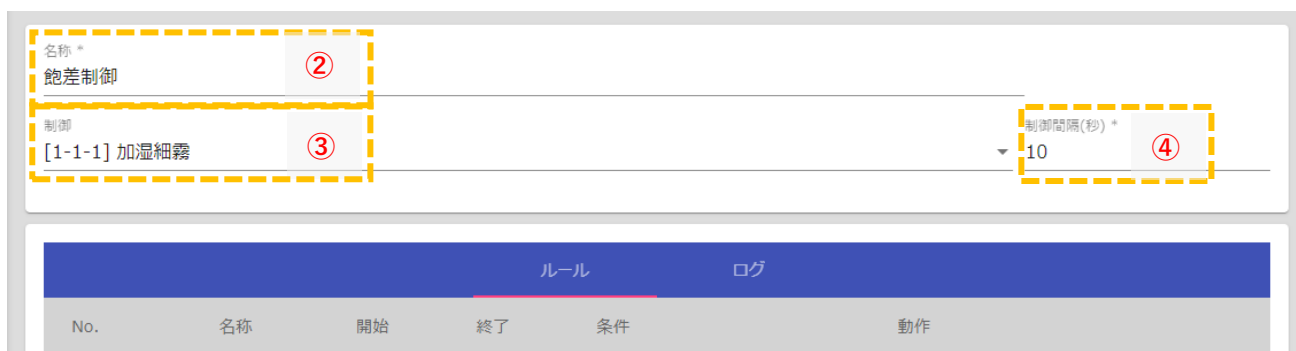 名称 *
飽差制御
②
制御
[1-1-1] 加湿細霧
③
制御間隔(秒) *
10
④
ルール ログ
No. 名称 開始 終了 条件 動作